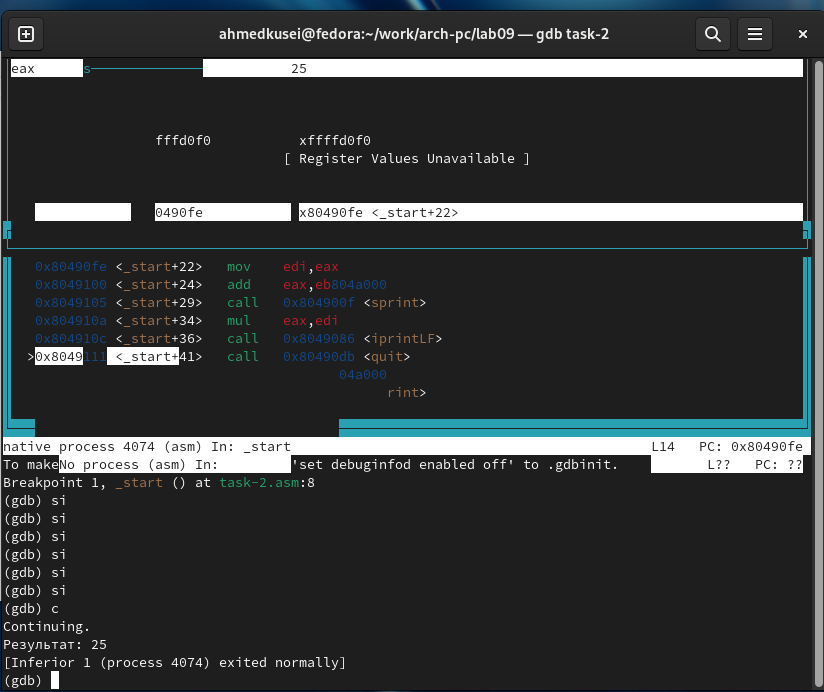 ahmedkusei@fedora:~/work/arch-pc/lab09 — gdb task-2
eax s 25
fffd0f0 xffffd0f0
[ Register Values Unavailable ]
0490fe x80490fe <_start+22>
0x80490fe <_start+22> mov edi,eax
0x8049100 <_start+24> add eax,eb804a000
0x8049105 <_start+29> call 0x804900f <sprint>
0x804910a <_start+34> mul eax,edi
0x804910c <_start+36> call 0x8049086 <iprintLF>
>0x8049111 <_start+41> call 0x80490db <quit>
04a000
rint>
native process 4074 (asm) In: _start L14 PC: 0x80490fe
To makeNo process (asm) In: 'set debuginfod enabled off' to .gdbinit. L?? PC: ??
Breakpoint 1, _start () at task-2.asm:8
(gdb) si
(gdb) si
(gdb) si
(gdb) si
(gdb) si
(gdb) si
(gdb) c
Continuing.
Результат: 25
[Inferior 1 (process 4074) exited normally]
(gdb)